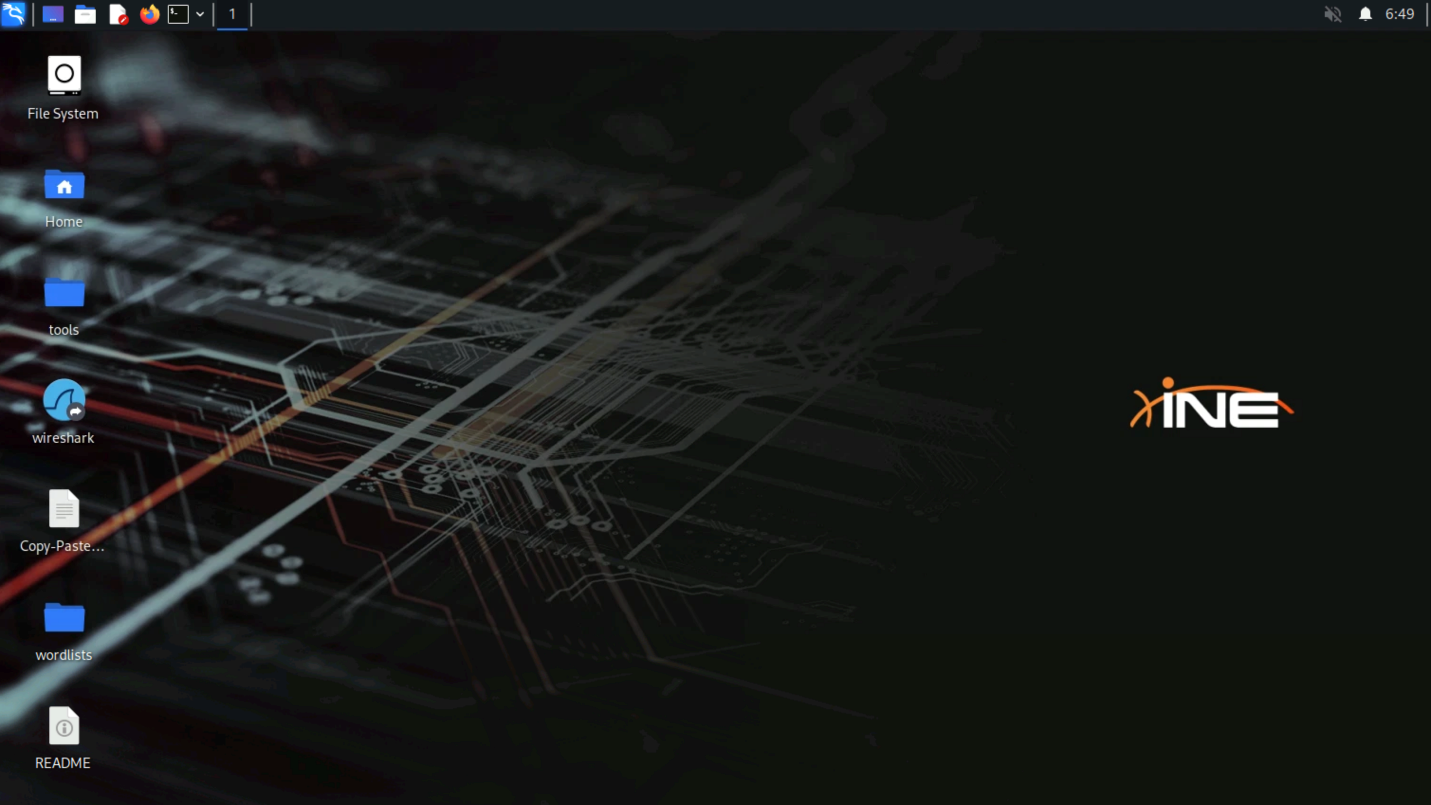 1
6:49
File System
Home
tools
wireshark
Copy-Paste...
wordlists
README
INE